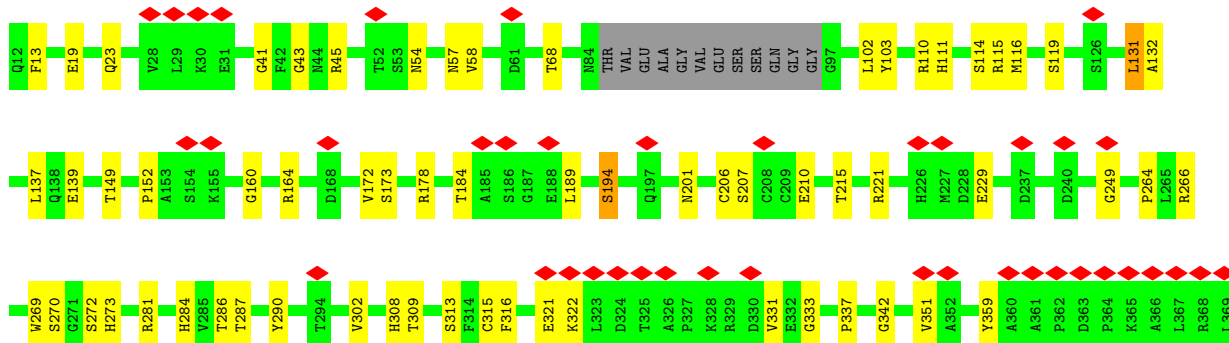 Q12 F13 E19 Q23 V28 L29 K30 E31 G41 F42 G43 N44 R45 T52 S53 N54 N57 V58 D61 T68 N84 THR VAL GLU ALA GLY VAL GLU SER SER GLN GLY GLY G97 L102 Y103 R110 H111 S114 R115 M116 S119 S126 L131 A132
L137 Q138 E139 T149 P152 A153 S154 K155 G160 R164 D168 V172 S173 R178 T184 A185 S186 G187 E188 L189 S194 Q197 N201 C206 S207 C208 C209 E210 T215 R221 H226 M227 D228 E229 D237 D240 G249 P264 L265 R266
W269 S270 G271 S272 H273 R281 H284 V285 T286 T287 Y290 T294 V302 H308 T309 S313 F314 C315 F316 E321 K322 L323 D324 T325 A326 P327 K328 R329 D330 V331 E332 G333 P337 G342 V351 A352 Y359 A360 A361 P362 D363 P364 K365 A366 L367 R368 L369